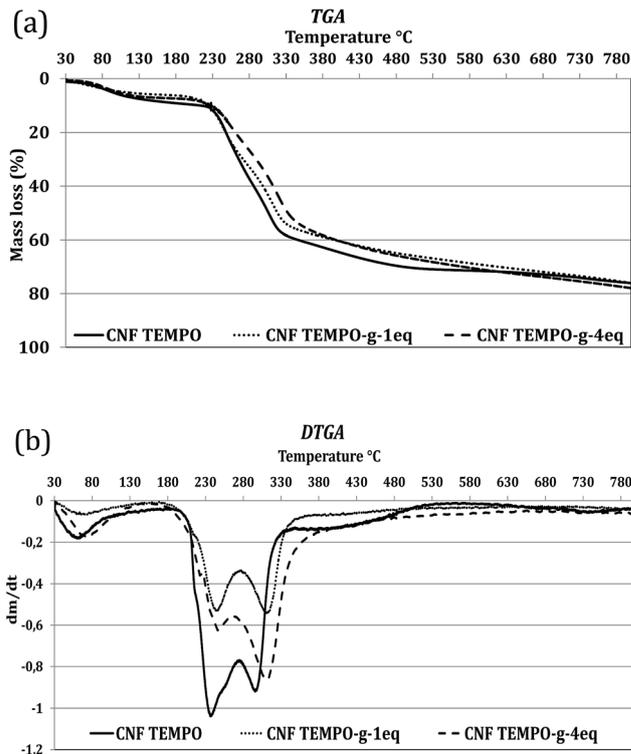 (a)
TGA
Temperature °C
30 80 130 180 230 280 330 380 430 480 530 580 630 680 730 780
0
20
40
60
80
100
Mass loss (%)
CNF TEMPO CNF TEMPO-g-1eq CNF TEMPO-g-4eq
(b)
DTGA
Temperature °C
30 80 130 180 230 280 330 380 430 480 530 580 630 680 730 780
0
-0,2
-0,4
-0,6
-0,8
-1
-1,2
dm/dt
CNF TEMPO CNF TEMPO-g-1eq CNF TEMPO-g-4eq